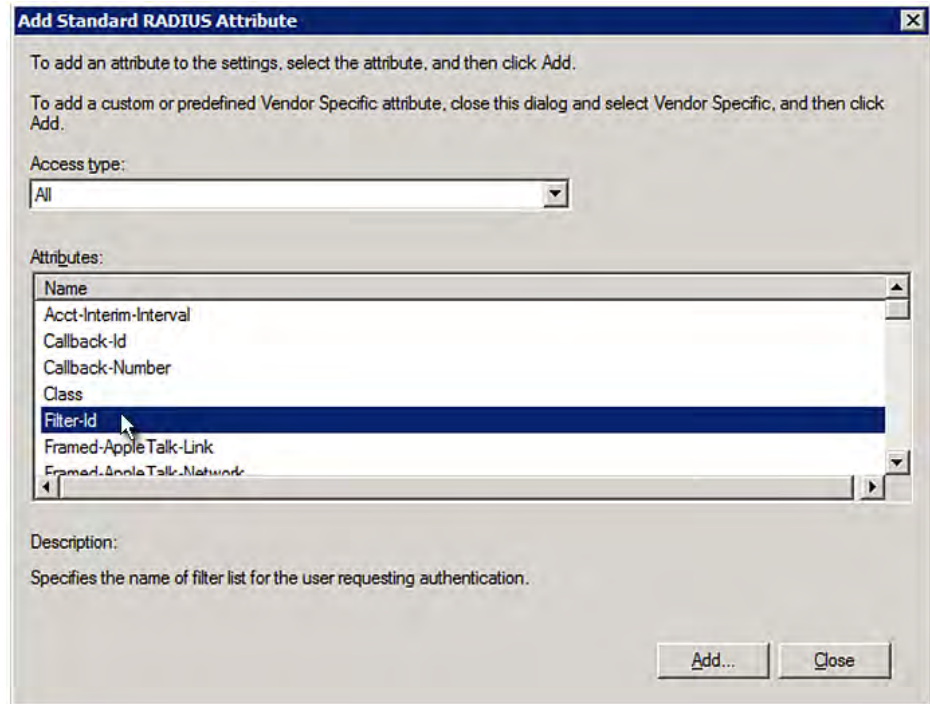 Add Standard RADIUS Attribute
To add an attribute to the settings, select the attribute, and then click Add.
To add a custom or predefined Vendor Specific attribute, close this dialog and select Vendor Specific, and then click
Add.
Access type:
All
Attributes:
Name
Acct-Interim-Interval
Callback-Id
Callback-Number
Class
Filter-Id
Framed-AppleTalk-Link
Framed-AppleTalk-Network
Description:
Specifies the name of filter list for the user requesting authentication.
Add... Close